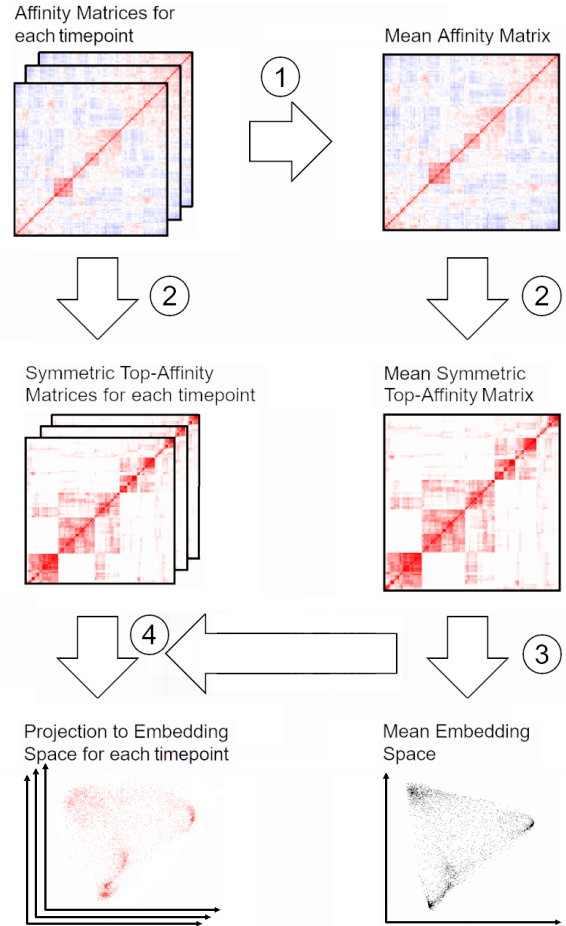 Affinity Matrices for
each timepoint
1
Mean Affinity Matrix
2
2
Symmetric Top-Affinity
Matrices for each timepoint
Mean Symmetric
Top-Affinity Matrix
4
3
Projection to Embedding
Space for each timepoint
Mean Embedding
Space